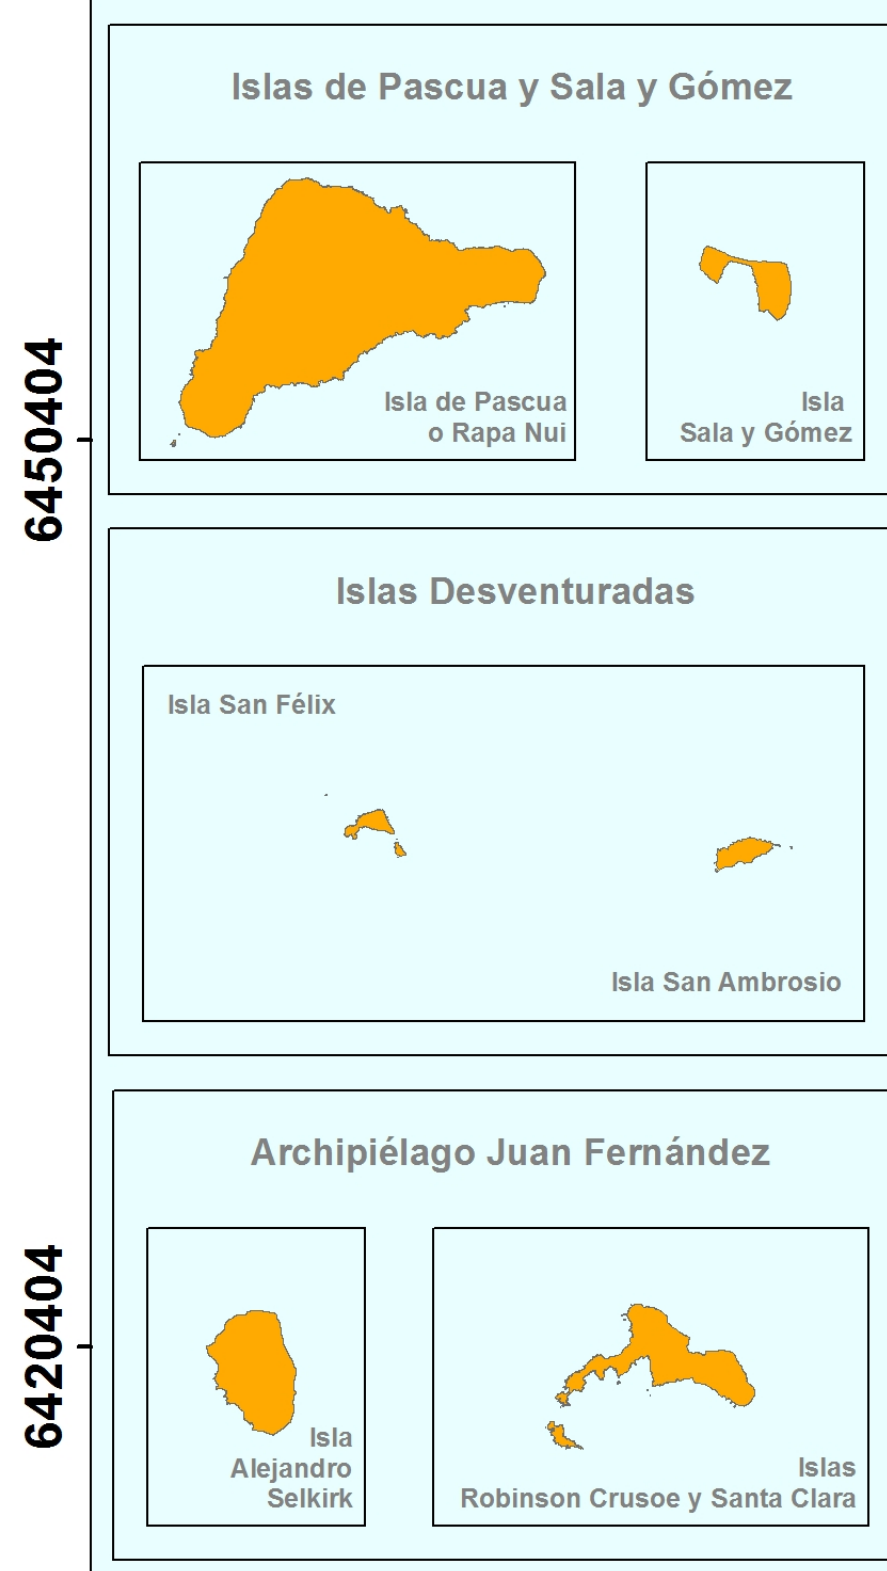 Islas de Pascua y Sala y Gómez
Isla de Pascua
o Rapa Nui
Isla
Sala y Gómez
6450404
Islas Desventuradas
Isla San Félix
Isla San Ambrosio
Archipiélago Juan Fernández
6420404
Isla
Alejandro
Selkirk
Islas
Robinson Crusoe y Santa Clara